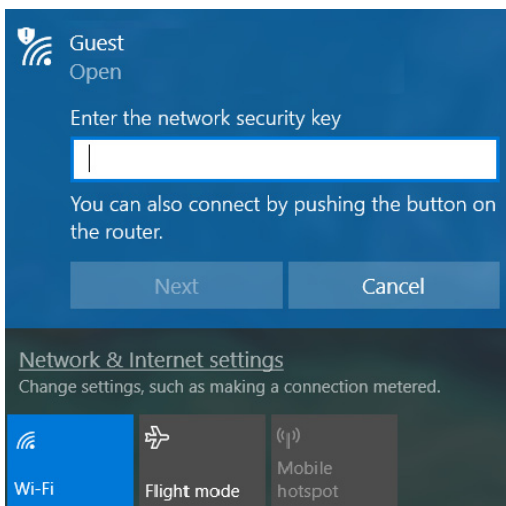 Guest
Open
Enter the network security key
You can also connect by pushing the button on
the router.
Next
Cancel
Network & Internet settings
Change settings, such as making a connection metered.
Wi-Fi
Flight mode
Mobile
hotspot